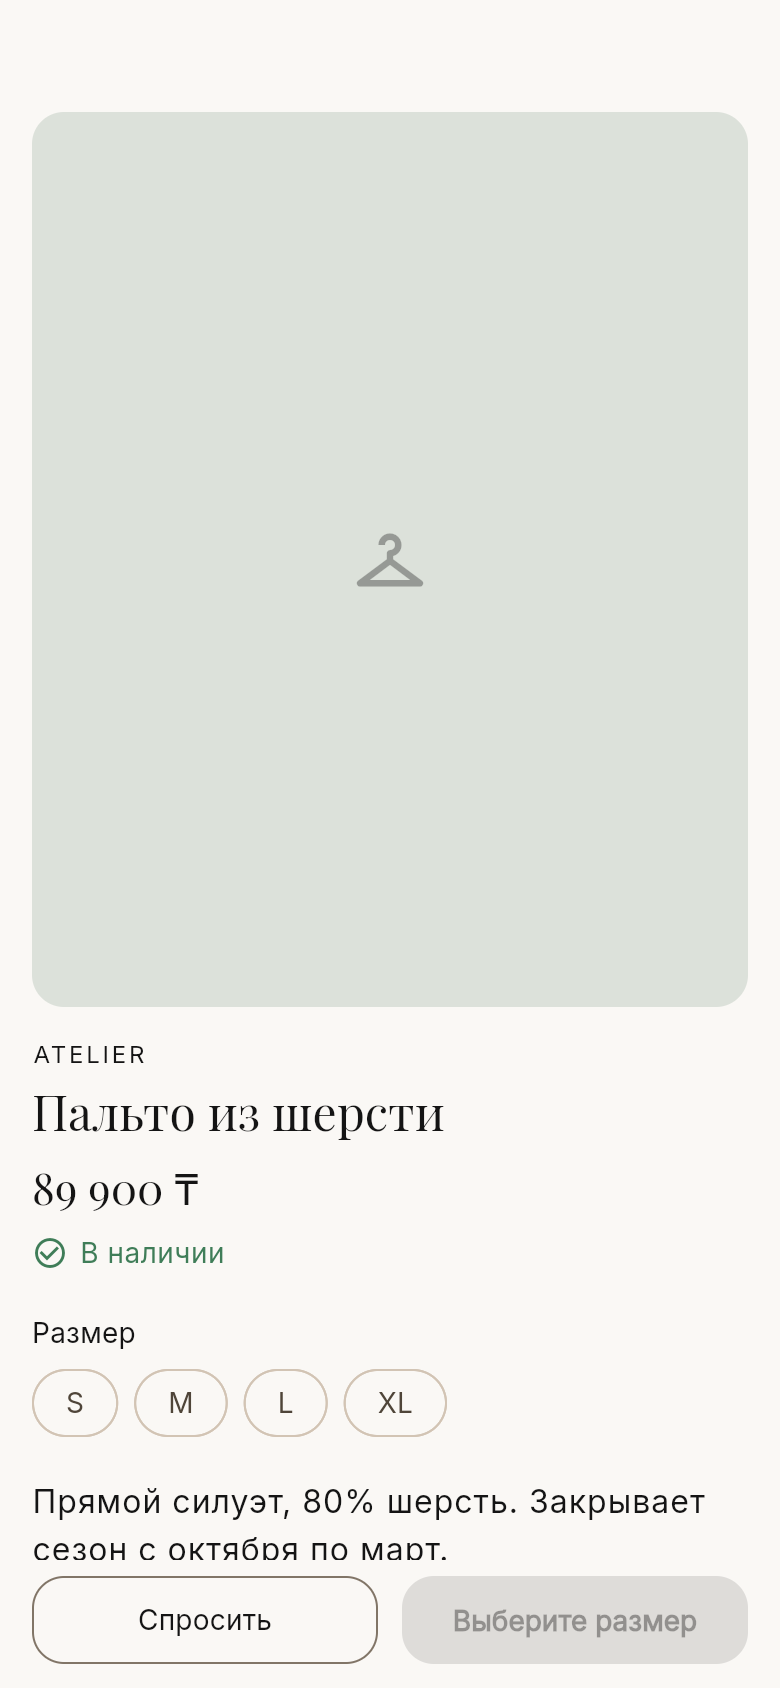 ATELIER
Пальто из шерсти
89 900 ₸
В наличии
Размер
S M L XL
Прямой силуэт, 80% шерсть. Закрывает
сезон с октября по март.
Спросить
Выберите размер